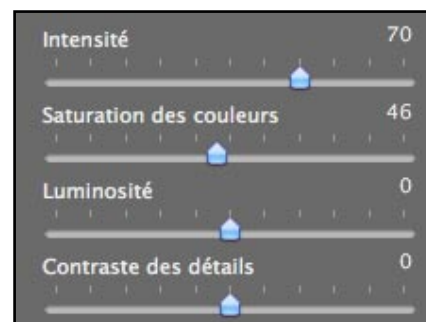 Intensité 70
Saturation des couleurs 46
Luminosité 0
Contraste des détails 0